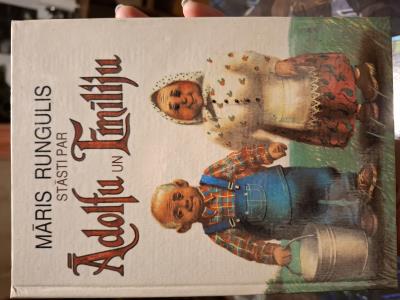 MĀRIS RUNGULIS
STĀSTI PAR
Ādolfu UN Emīliju